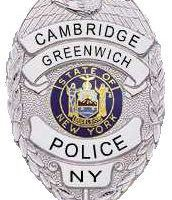 CAMBRIDGE
GREENWICH
STATE OF
NEW YORK
POLICE
NY